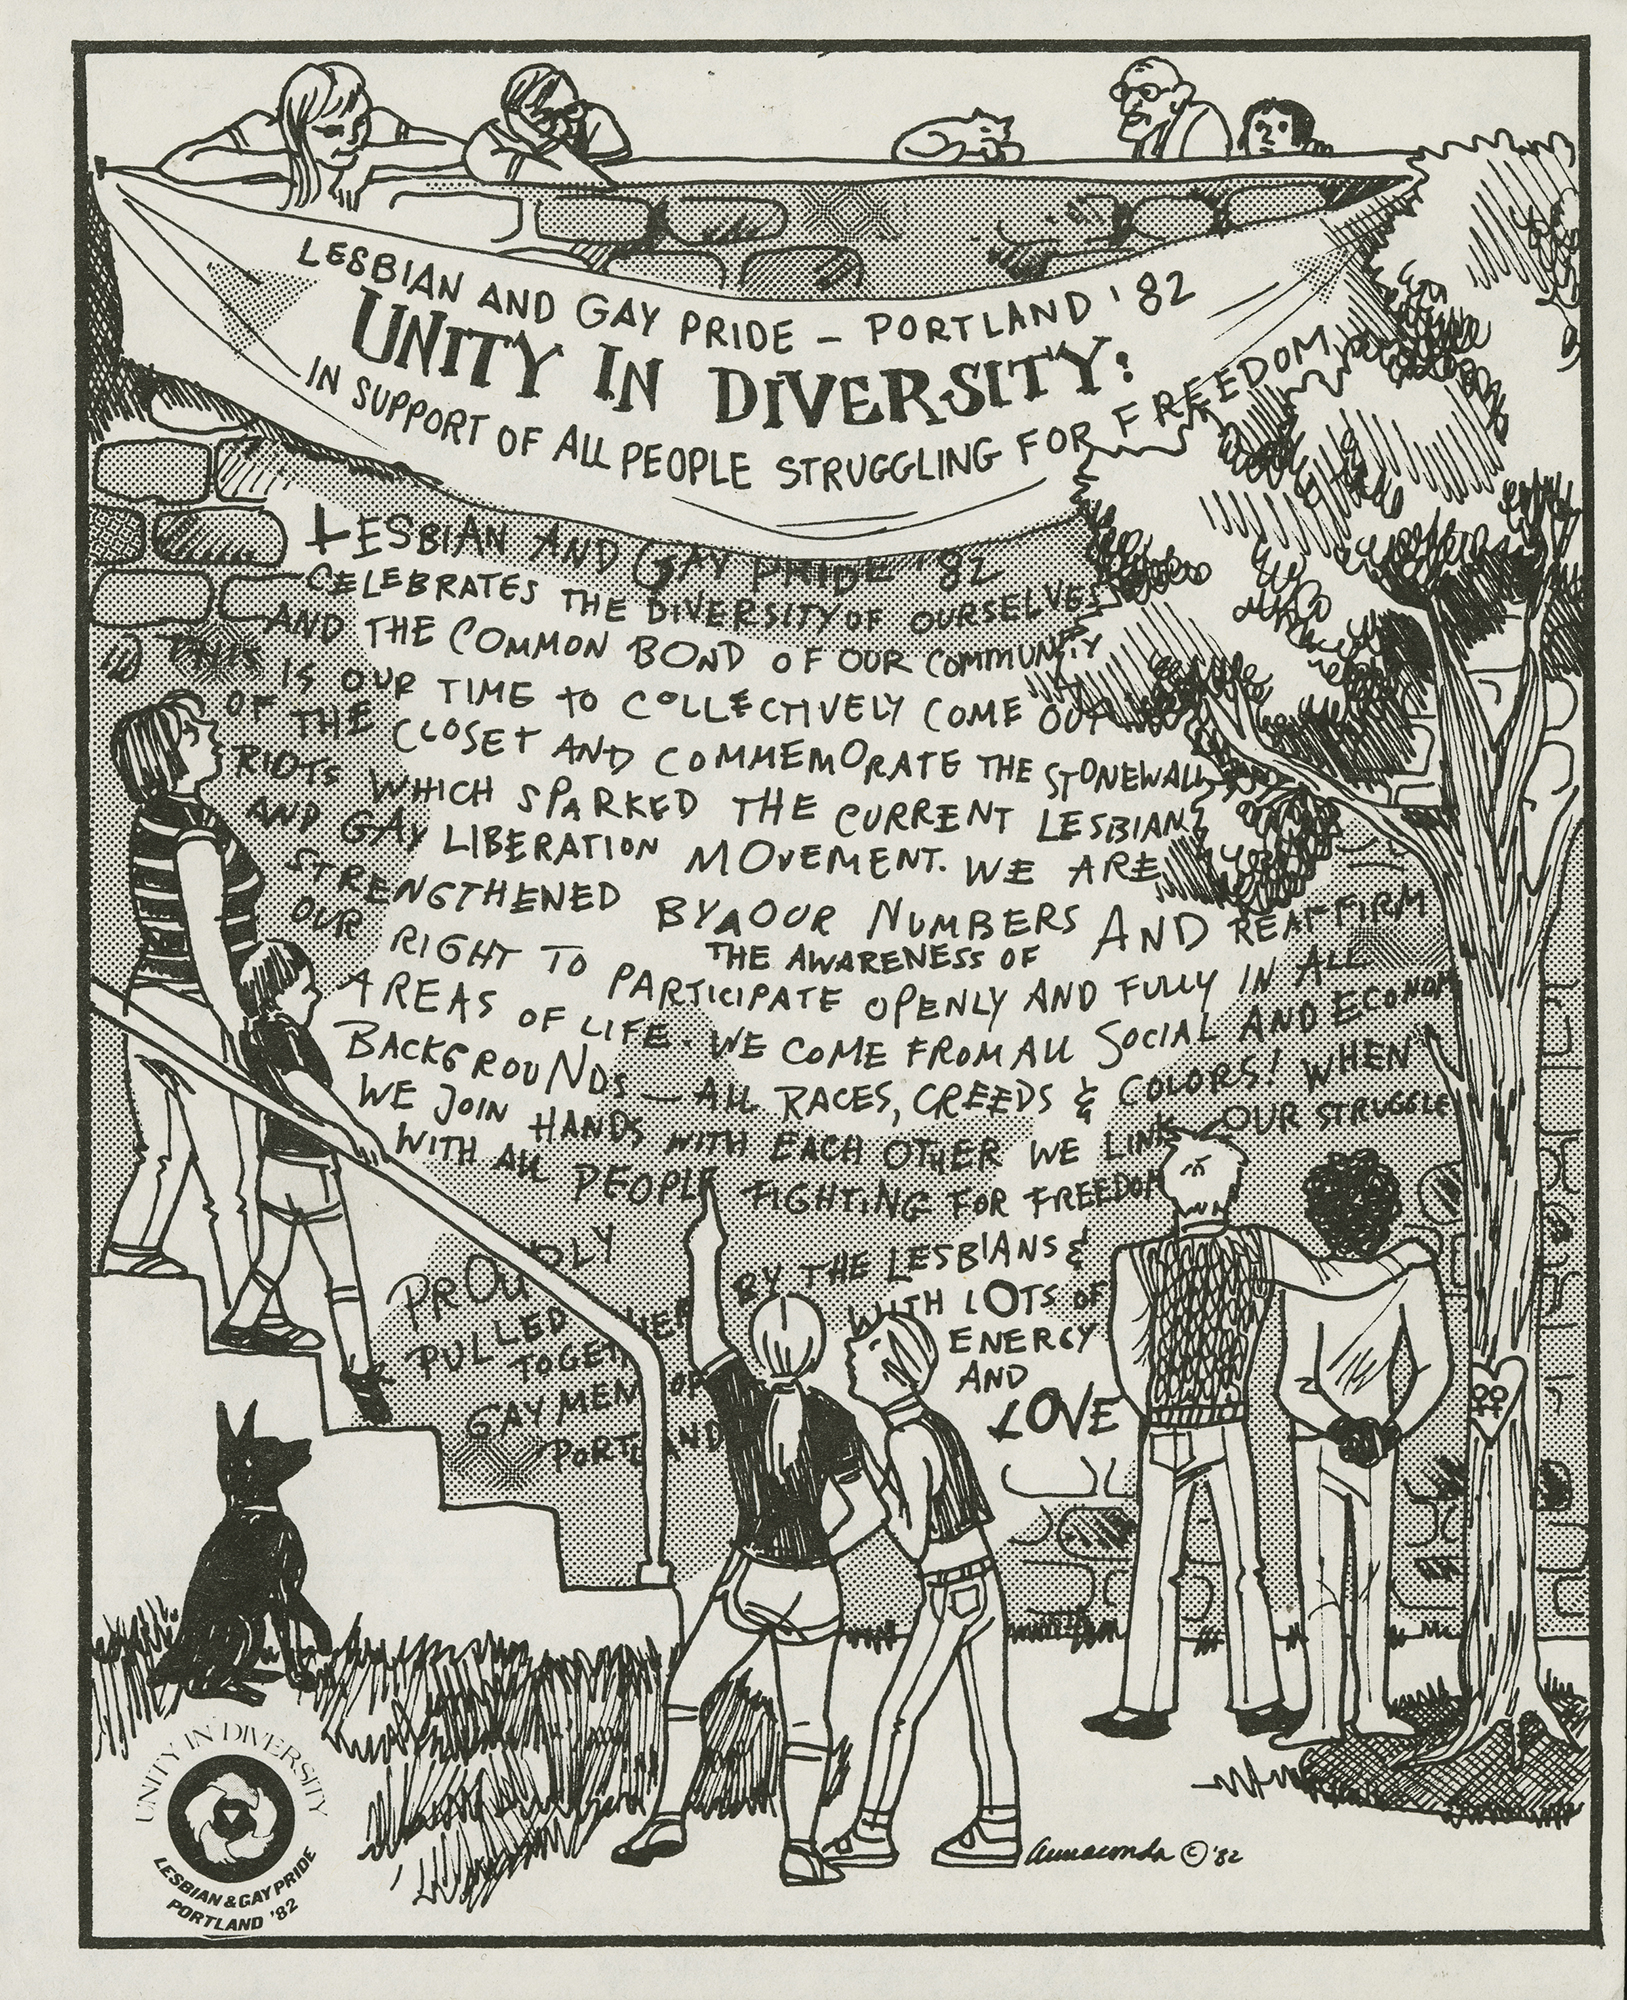 LESBIAN AND GAY PRIDE – PORTLAND '82
UNITY IN DIVERSITY:
IN SUPPORT OF ALL PEOPLE STRUGGLING FOR FREEDOM
LESBIAN AND GAY PRIDE '82
CELEBRATES THE DIVERSITY OF OURSELVES
AND THE COMMON BOND OF OUR COMMUNITY
THIS IS OUR TIME TO COLLECTIVELY COME OUT
OF THE CLOSET AND COMMEMORATE THE STONEWALL
RIOTS WHICH SPARKED THE CURRENT LESBIAN
AND GAY LIBERATION MOVEMENT. WE ARE
STRENGTHENED BY OUR NUMBERS AND REAFFIRM
THE AWARENESS OF
OUR RIGHT TO PARTICIPATE OPENLY AND FULLY IN ALL
AREAS OF LIFE. WE COME FROM ALL SOCIAL AND ECONOM
BACKGROUNDS — ALL RACES, CREEDS & COLORS! WHEN
WE JOIN HANDS WITH EACH OTHER WE LINK OUR STRUGGLE
WITH ALL PEOPLE FIGHTING FOR FREEDOM
PROUDLY
PULLED TOGETHER BY THE LESBIANS &
GAY MEN OF PORTLAND
WITH LOTS OF
ENERGY
AND
LOVE
UNITY IN DIVERSITY
LESBIAN & GAY PRIDE
PORTLAND '82
Annaconda © '82